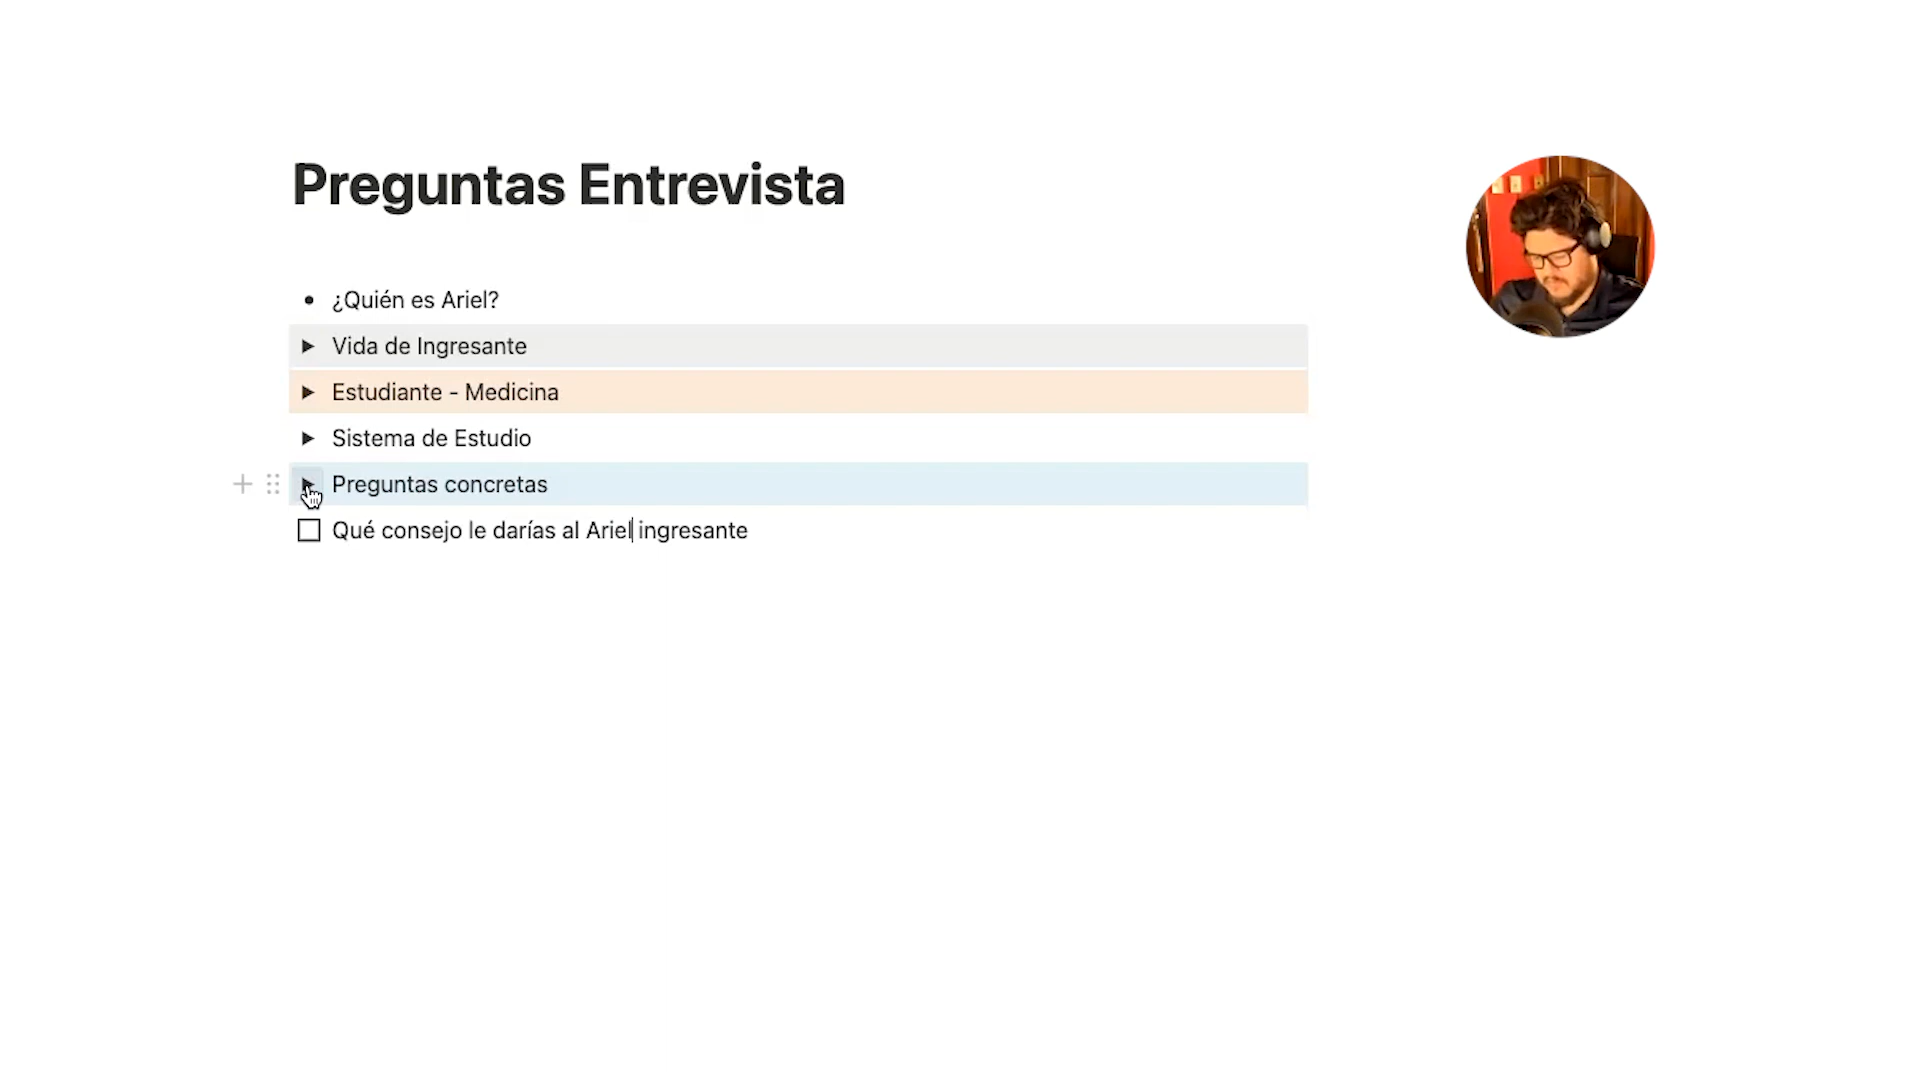 Preguntas Entrevista
¿Quién es Ariel?
Vida de Ingresante
Estudiante - Medicina
Sistema de Estudio
Preguntas concretas
Qué consejo le darías al Ariel ingresante